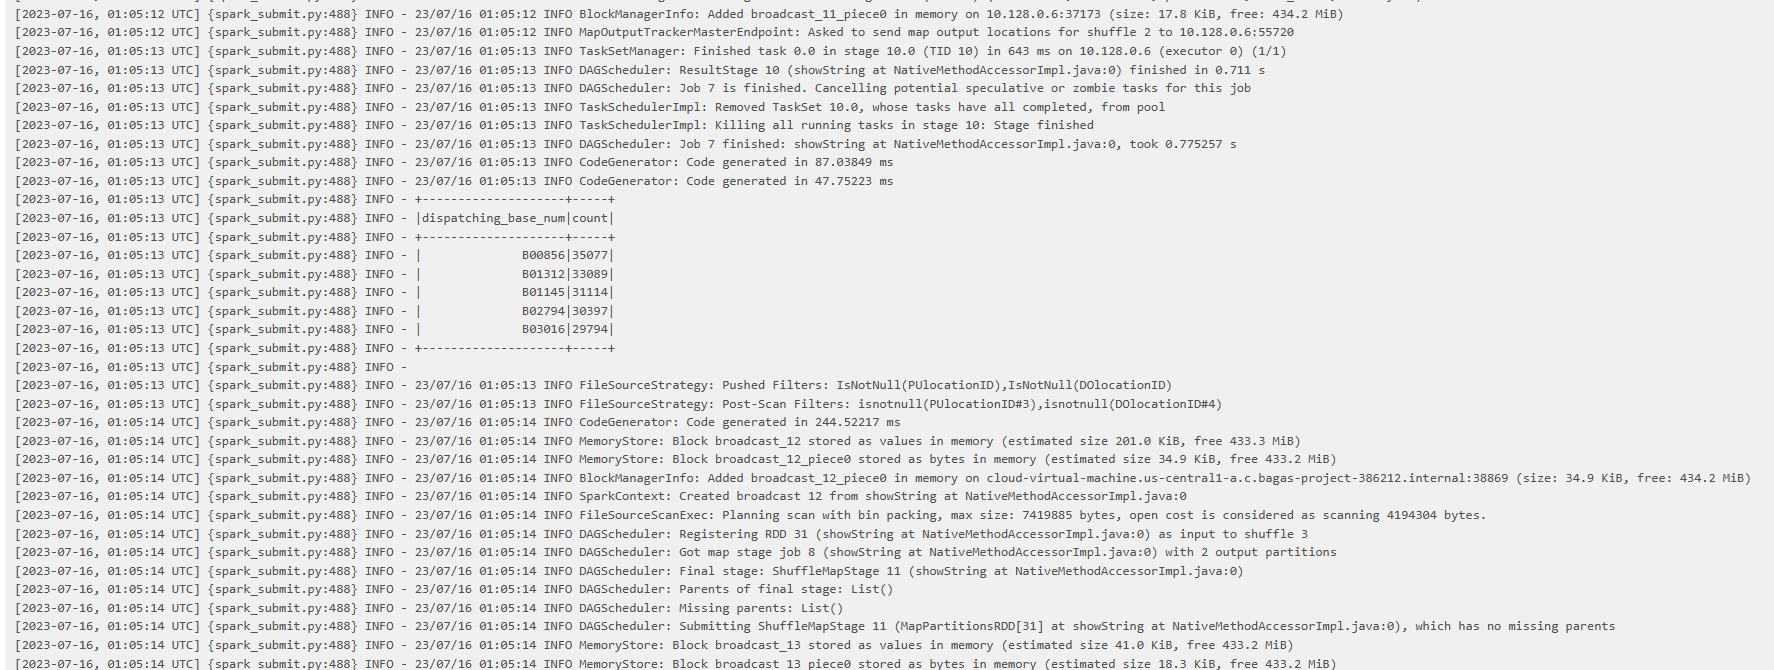 [2023-07-16, 01:05:12 UTC] {spark_submit.py:488} INFO - 23/07/16 01:05:12 INFO BlockManagerInfo: Added broadcast_11_piece0 in memory on 10.128.0.6:37173 (size: 17.8 KiB, free: 434.2 MiB)
[2023-07-16, 01:05:12 UTC] {spark_submit.py:488} INFO - 23/07/16 01:05:12 INFO MapOutputTrackerMasterEndpoint: Asked to send map output locations for shuffle 2 to 10.128.0.6:55720
[2023-07-16, 01:05:13 UTC] {spark_submit.py:488} INFO - 23/07/16 01:05:13 INFO TaskSetManager: Finished task 0.0 in stage 10.0 (TID 10) in 643 ms on 10.128.0.6 (executor 0) (1/1)
[2023-07-16, 01:05:13 UTC] {spark_submit.py:488} INFO - 23/07/16 01:05:13 INFO DAGScheduler: ResultStage 10 (showString at NativeMethodAccessorImpl.java:0) finished in 0.711 s
[2023-07-16, 01:05:13 UTC] {spark_submit.py:488} INFO - 23/07/16 01:05:13 INFO DAGScheduler: Job 7 is finished. Cancelling potential speculative or zombie tasks for this job
[2023-07-16, 01:05:13 UTC] {spark_submit.py:488} INFO - 23/07/16 01:05:13 INFO TaskSchedulerImpl: Removed TaskSet 10.0, whose tasks have all completed, from pool
[2023-07-16, 01:05:13 UTC] {spark_submit.py:488} INFO - 23/07/16 01:05:13 INFO TaskSchedulerImpl: Killing all running tasks in stage 10: Stage finished
[2023-07-16, 01:05:13 UTC] {spark_submit.py:488} INFO - 23/07/16 01:05:13 INFO DAGScheduler: Job 7 finished: showString at NativeMethodAccessorImpl.java:0, took 0.775257 s
[2023-07-16, 01:05:13 UTC] {spark_submit.py:488} INFO - 23/07/16 01:05:13 INFO CodeGenerator: Code generated in 87.03849 ms
[2023-07-16, 01:05:13 UTC] {spark_submit.py:488} INFO - 23/07/16 01:05:13 INFO CodeGenerator: Code generated in 47.75223 ms
[2023-07-16, 01:05:13 UTC] {spark_submit.py:488} INFO - +--------------------+-----+
[2023-07-16, 01:05:13 UTC] {spark_submit.py:488} INFO - |dispatching_base_num|count|
[2023-07-16, 01:05:13 UTC] {spark_submit.py:488} INFO - +--------------------+-----+
[2023-07-16, 01:05:13 UTC] {spark_submit.py:488} INFO - |              B00856|35077|
[2023-07-16, 01:05:13 UTC] {spark_submit.py:488} INFO - |              B01312|33089|
[2023-07-16, 01:05:13 UTC] {spark_submit.py:488} INFO - |              B01145|31114|
[2023-07-16, 01:05:13 UTC] {spark_submit.py:488} INFO - |              B02794|30397|
[2023-07-16, 01:05:13 UTC] {spark_submit.py:488} INFO - |              B03016|29794|
[2023-07-16, 01:05:13 UTC] {spark_submit.py:488} INFO - +--------------------+-----+
[2023-07-16, 01:05:13 UTC] {spark_submit.py:488} INFO -
[2023-07-16, 01:05:13 UTC] {spark_submit.py:488} INFO - 23/07/16 01:05:13 INFO FileSourceStrategy: Pushed Filters: IsNotNull(PUlocationID),IsNotNull(DOlocationID)
[2023-07-16, 01:05:13 UTC] {spark_submit.py:488} INFO - 23/07/16 01:05:13 INFO FileSourceStrategy: Post-Scan Filters: isnotnull(PUlocationID#3),isnotnull(DOlocationID#4)
[2023-07-16, 01:05:14 UTC] {spark_submit.py:488} INFO - 23/07/16 01:05:14 INFO CodeGenerator: Code generated in 244.52217 ms
[2023-07-16, 01:05:14 UTC] {spark_submit.py:488} INFO - 23/07/16 01:05:14 INFO MemoryStore: Block broadcast_12 stored as values in memory (estimated size 201.0 KiB, free 433.3 MiB)
[2023-07-16, 01:05:14 UTC] {spark_submit.py:488} INFO - 23/07/16 01:05:14 INFO MemoryStore: Block broadcast_12_piece0 stored as bytes in memory (estimated size 34.9 KiB, free 433.2 MiB)
[2023-07-16, 01:05:14 UTC] {spark_submit.py:488} INFO - 23/07/16 01:05:14 INFO BlockManagerInfo: Added broadcast_12_piece0 in memory on cloud-virtual-machine.us-central1-a.c.bagas-project-386212.internal:38869 (size: 34.9 KiB, free: 434.2 MiB)
[2023-07-16, 01:05:14 UTC] {spark_submit.py:488} INFO - 23/07/16 01:05:14 INFO SparkContext: Created broadcast 12 from showString at NativeMethodAccessorImpl.java:0
[2023-07-16, 01:05:14 UTC] {spark_submit.py:488} INFO - 23/07/16 01:05:14 INFO FileSourceScanExec: Planning scan with bin packing, max size: 7419885 bytes, open cost is considered as scanning 4194304 bytes.
[2023-07-16, 01:05:14 UTC] {spark_submit.py:488} INFO - 23/07/16 01:05:14 INFO DAGScheduler: Registering RDD 31 (showString at NativeMethodAccessorImpl.java:0) as input to shuffle 3
[2023-07-16, 01:05:14 UTC] {spark_submit.py:488} INFO - 23/07/16 01:05:14 INFO DAGScheduler: Got map stage job 8 (showString at NativeMethodAccessorImpl.java:0) with 2 output partitions
[2023-07-16, 01:05:14 UTC] {spark_submit.py:488} INFO - 23/07/16 01:05:14 INFO DAGScheduler: Final stage: ShuffleMapStage 11 (showString at NativeMethodAccessorImpl.java:0)
[2023-07-16, 01:05:14 UTC] {spark_submit.py:488} INFO - 23/07/16 01:05:14 INFO DAGScheduler: Parents of final stage: List()
[2023-07-16, 01:05:14 UTC] {spark_submit.py:488} INFO - 23/07/16 01:05:14 INFO DAGScheduler: Missing parents: List()
[2023-07-16, 01:05:14 UTC] {spark_submit.py:488} INFO - 23/07/16 01:05:14 INFO DAGScheduler: Submitting ShuffleMapStage 11 (MapPartitionsRDD[31] at showString at NativeMethodAccessorImpl.java:0), which has no missing parents
[2023-07-16, 01:05:14 UTC] {spark_submit.py:488} INFO - 23/07/16 01:05:14 INFO MemoryStore: Block broadcast_13 stored as values in memory (estimated size 41.0 KiB, free 433.2 MiB)
[2023-07-16, 01:05:14 UTC] {spark_submit.py:488} INFO - 23/07/16 01:05:14 INFO MemoryStore: Block broadcast_13_piece0 stored as bytes in memory (estimated size 18.3 KiB, free 433.2 MiB)